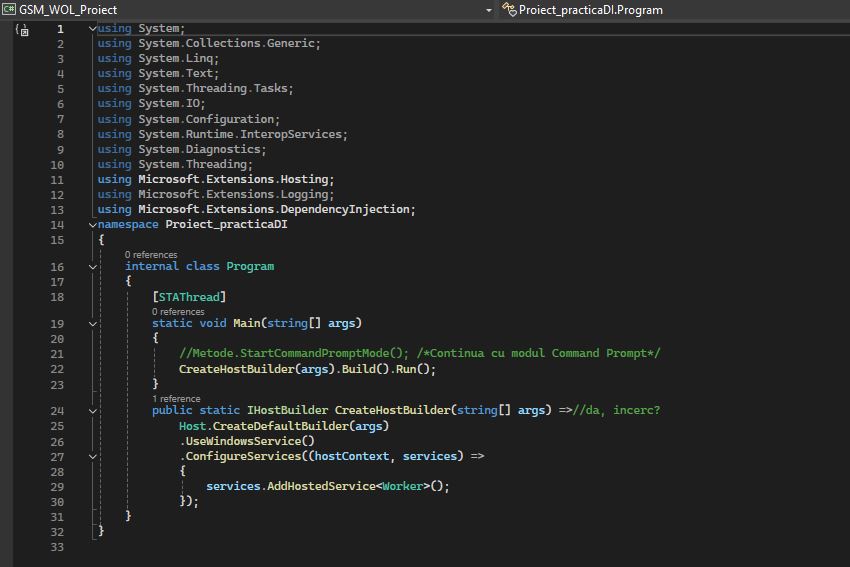 GSM_WOL_Project Proiect_practicaDI.Program
1 using System;
2 using System.Collections.Generic;
3 using System.Linq;
4 using System.Text;
5 using System.Threading.Tasks;
6 using System.IO;
7 using System.Configuration;
8 using System.Runtime.InteropServices;
9 using System.Diagnostics;
10 using System.Threading;
11 using Microsoft.Extensions.Hosting;
12 using Microsoft.Extensions.Logging;
13 using Microsoft.Extensions.DependencyInjection;
14 namespace Proiect_practicaDI
15 {
0 references
16 internal class Program
17 {
18 [STAThread]
0 references
19 static void Main(string[] args)
20 {
21 //Metode.StartCommandPromptMode(); /*Continua cu modul Command Prompt*/
22 CreateHostBuilder(args).Build().Run();
23 }
1 reference
24 public static IHostBuilder CreateHostBuilder(string[] args) =>//da, incerc?
25 Host.CreateDefaultBuilder(args)
26 .UseWindowsService()
27 .ConfigureServices((hostContext, services) =>
28 {
29 services.AddHostedService<Worker>();
30 });
31 }
32 }
33